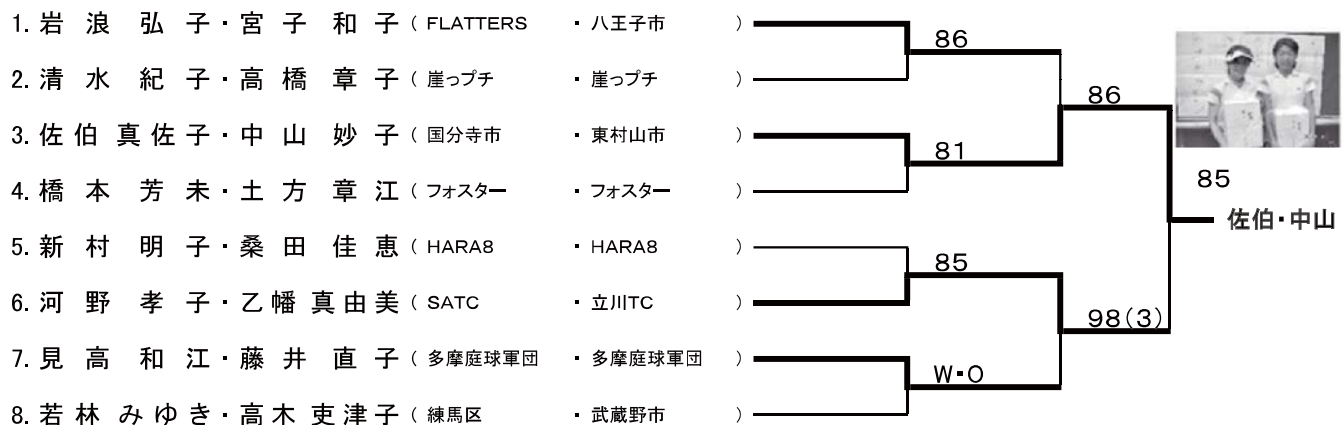 1. 岩浪弘子・宮子和子 ( FLATTERS ・八王子市 )
86
2. 清水紀子・高橋章子 ( 崖っプチ ・崖っプチ )
86
3. 佐伯真佐子・中山妙子 ( 国分寺市 ・東村山市 )
81
85
4. 橋本芳未・土方章江 ( フォスター ・フォスター )
佐伯・中山
5. 新村明子・桑田佳恵 ( HARA8 ・HARA8 )
85
6. 河野孝子・乙幡真由美 ( SATC ・立川TC )
98(3)
7. 見高和江・藤井直子 ( 多摩庭球軍団 ・多摩庭球軍団 )
W・O
8. 若林みゆき・高木吏津子 ( 練馬区 ・武蔵野市 )